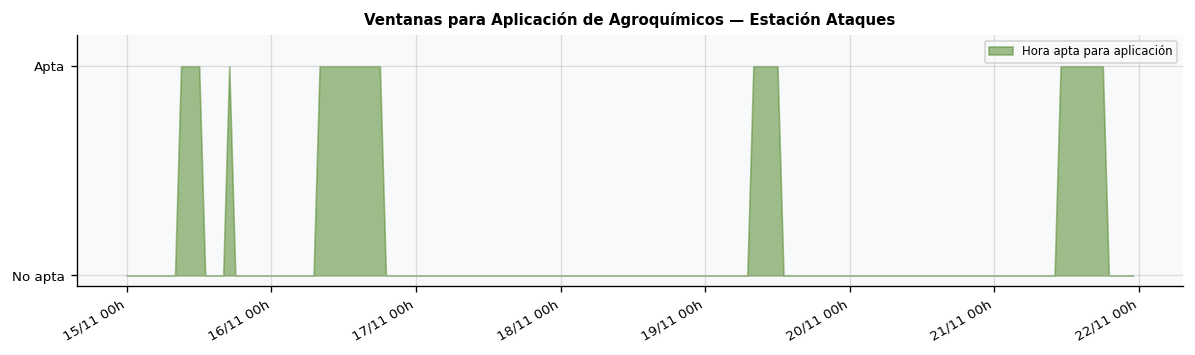 Ventanas para Aplicación de Agroquímicos — Estación Ataques
Hora apta para aplicación
Apta
No apta
15/11 00h
16/11 00h
17/11 00h
18/11 00h
19/11 00h
20/11 00h
21/11 00h
22/11 00h